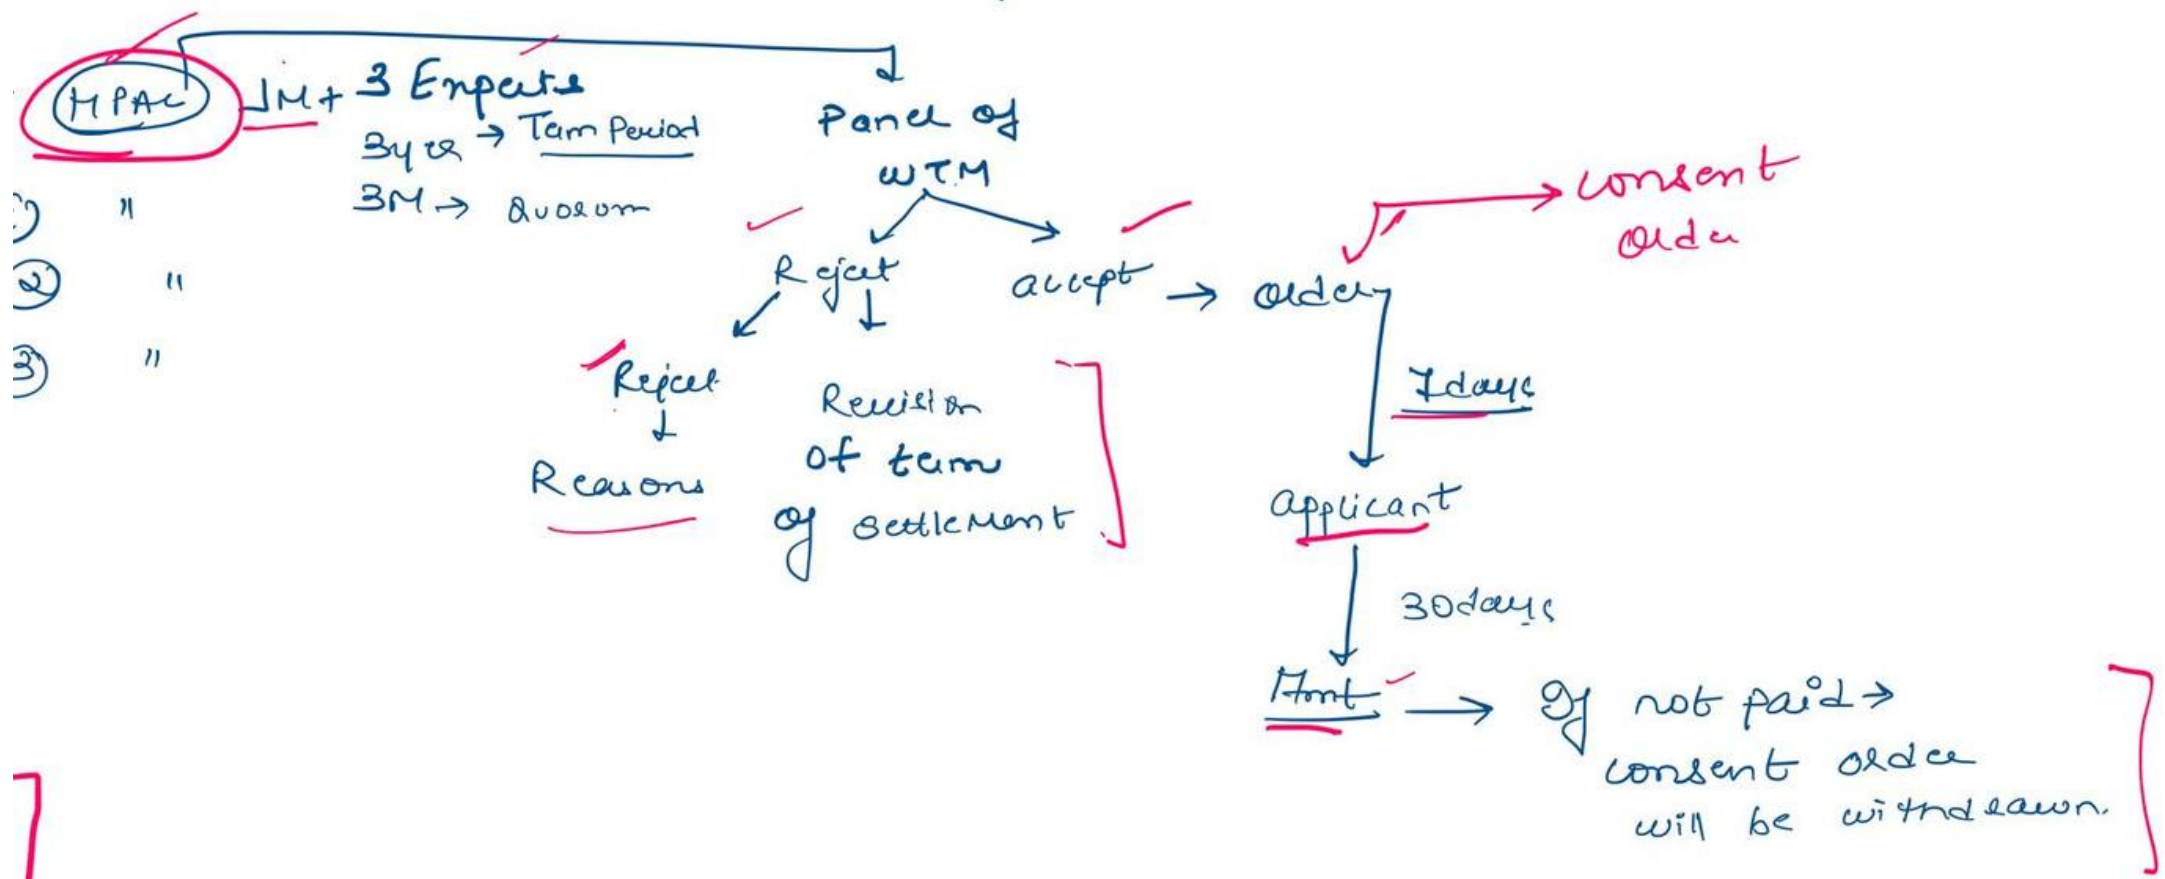 HPAC JM + 3 Experts
3yrs → Term Period
3M → Quorum
1) "
2 "
3) "
Panel of
WTM
Reject
accept → order
consent
order
Reject
Reasons
Revision
of term
of settlement
7days
applicant
30days
Amt → If not paid →
consent order
will be withdrawn.